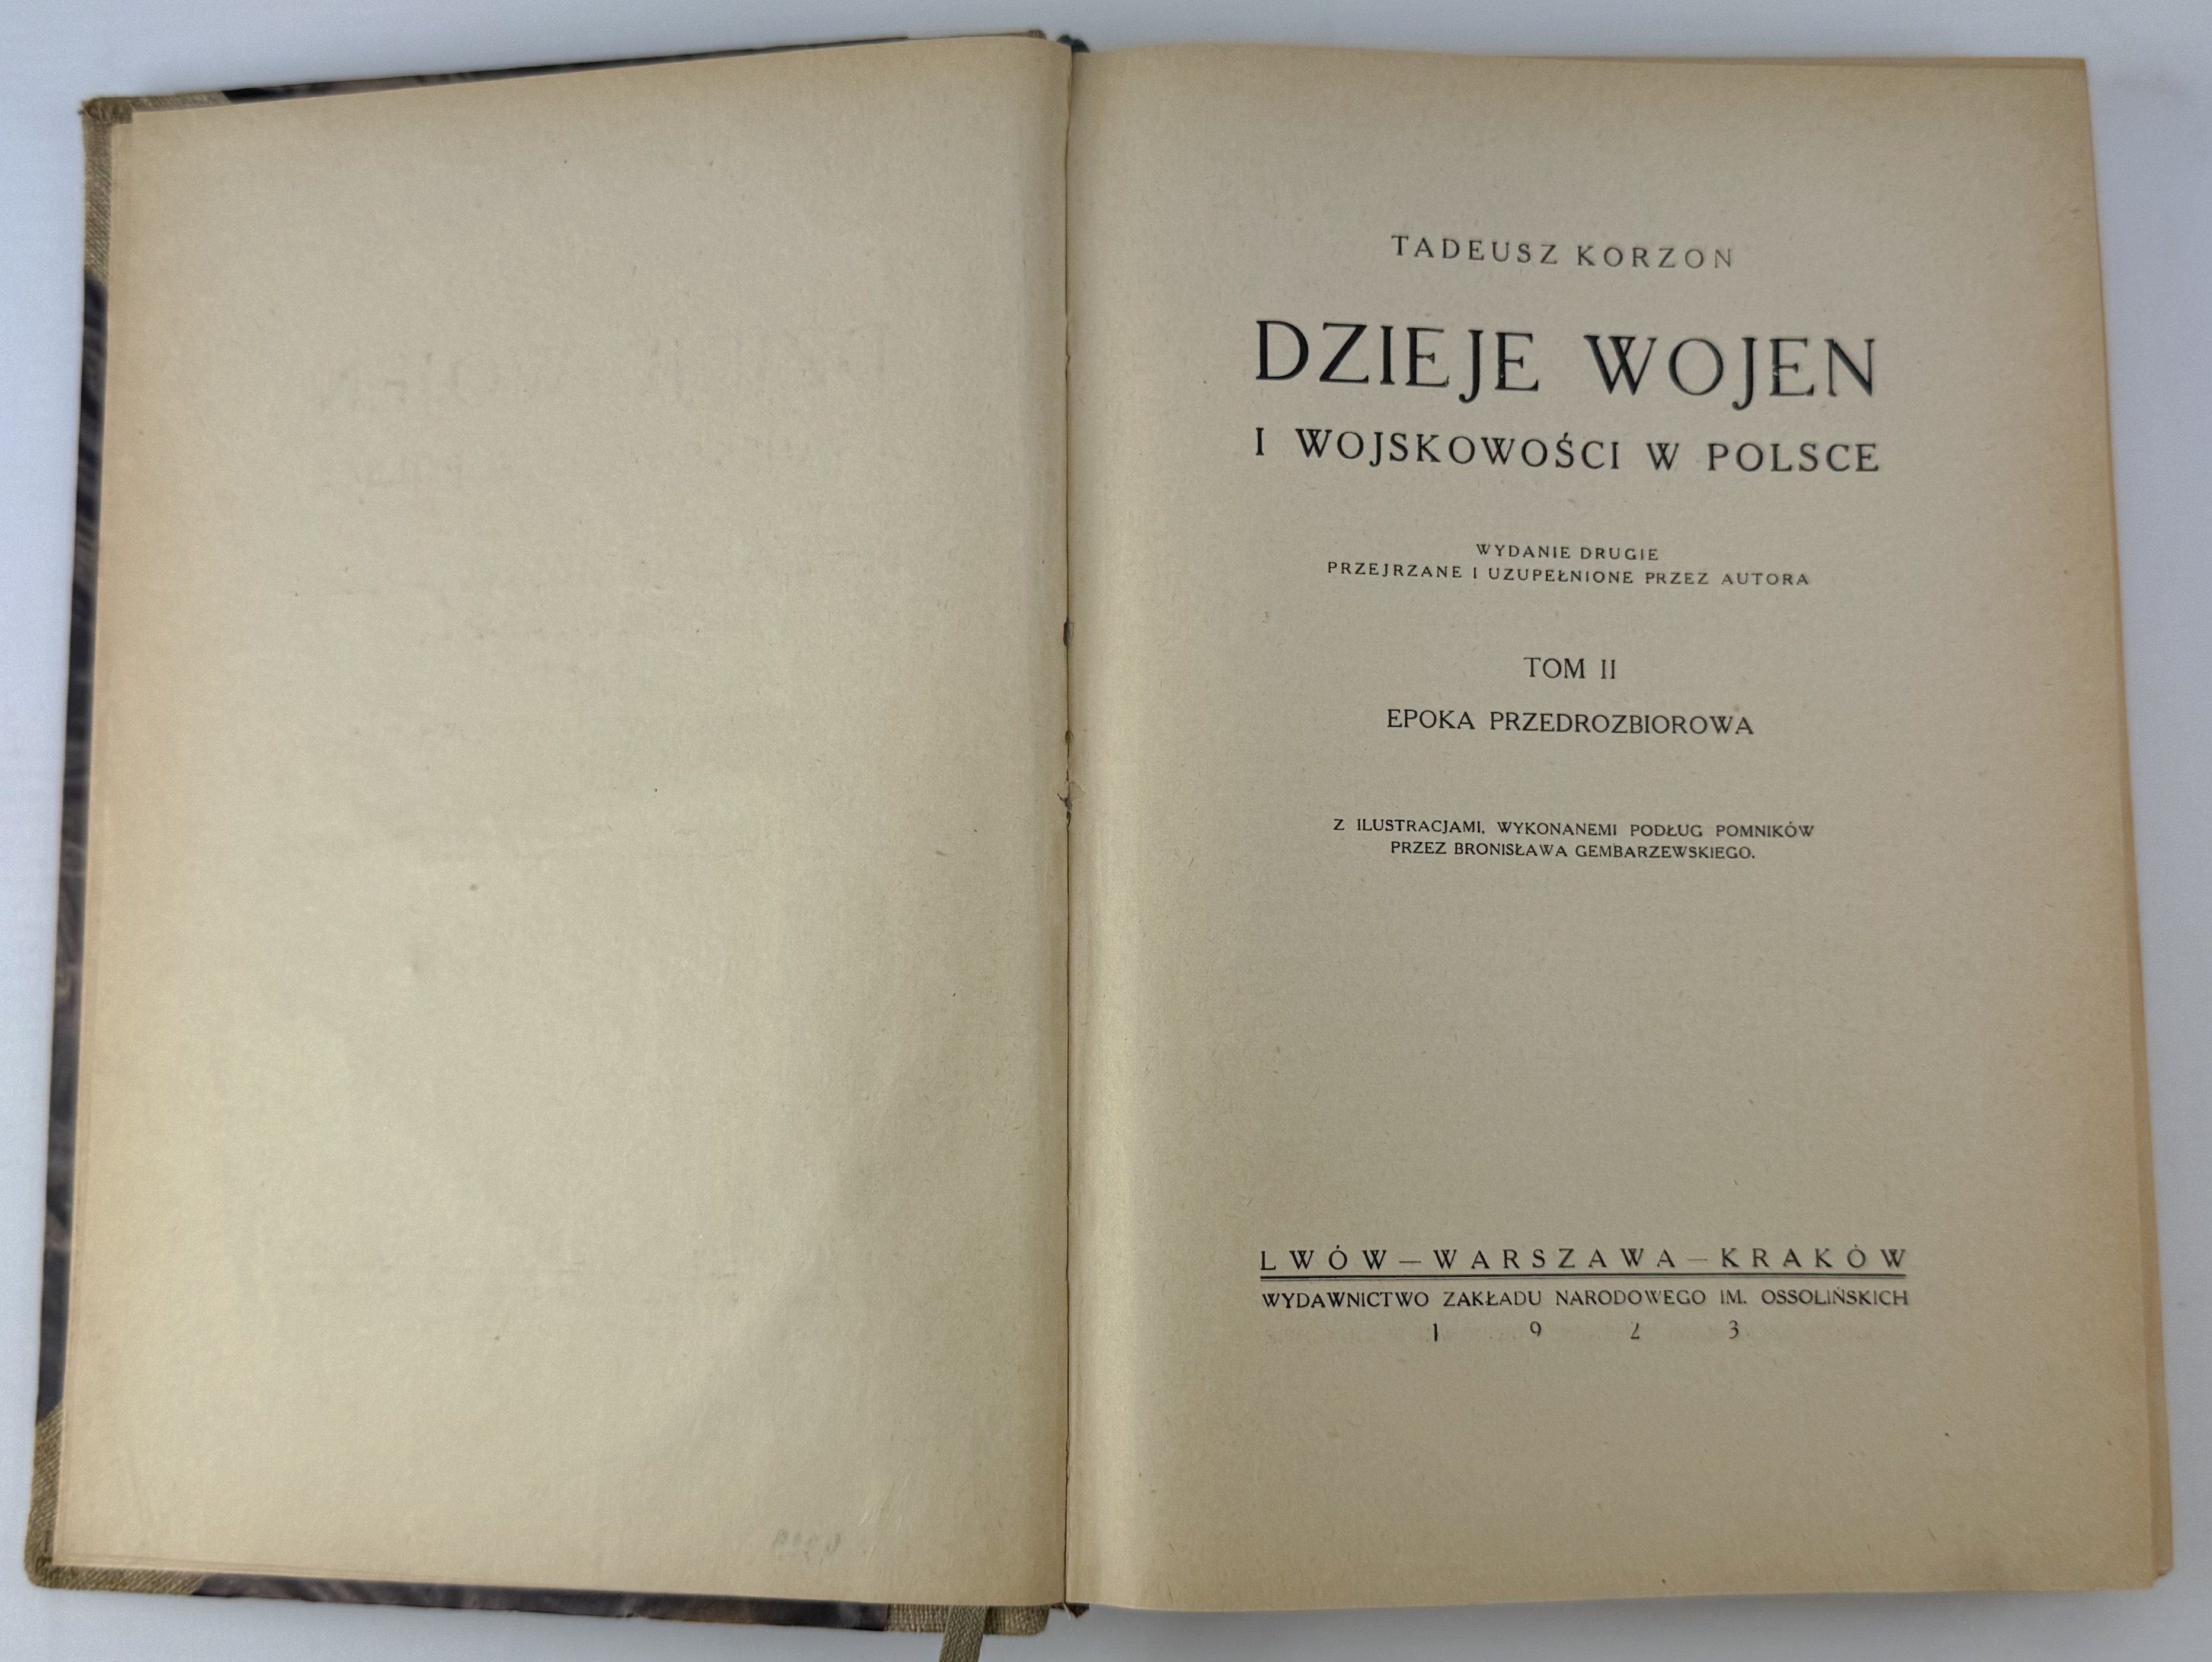 TADEUSZ KORZON
DZIEJE WOJEN
I WOJSKOWOŚCI W POLSCE
WYDANIE DRUGIE
PRZEJRZANE I UZUPEŁNIONE PRZEZ AUTORA
TOM II
EPOKA PRZEDROZBIOROWA
Z ILUSTRACJAMI, WYKONANEMI PODŁUG POMNIKÓW
PRZEZ BRONISŁAWA GEMBARZEWSKIEGO.
LWÓW — WARSZAWA — KRAKÓW
WYDAWNICTWO ZAKŁADU NARODOWEGO IM. OSSOLIŃSKICH
1 9 2 3